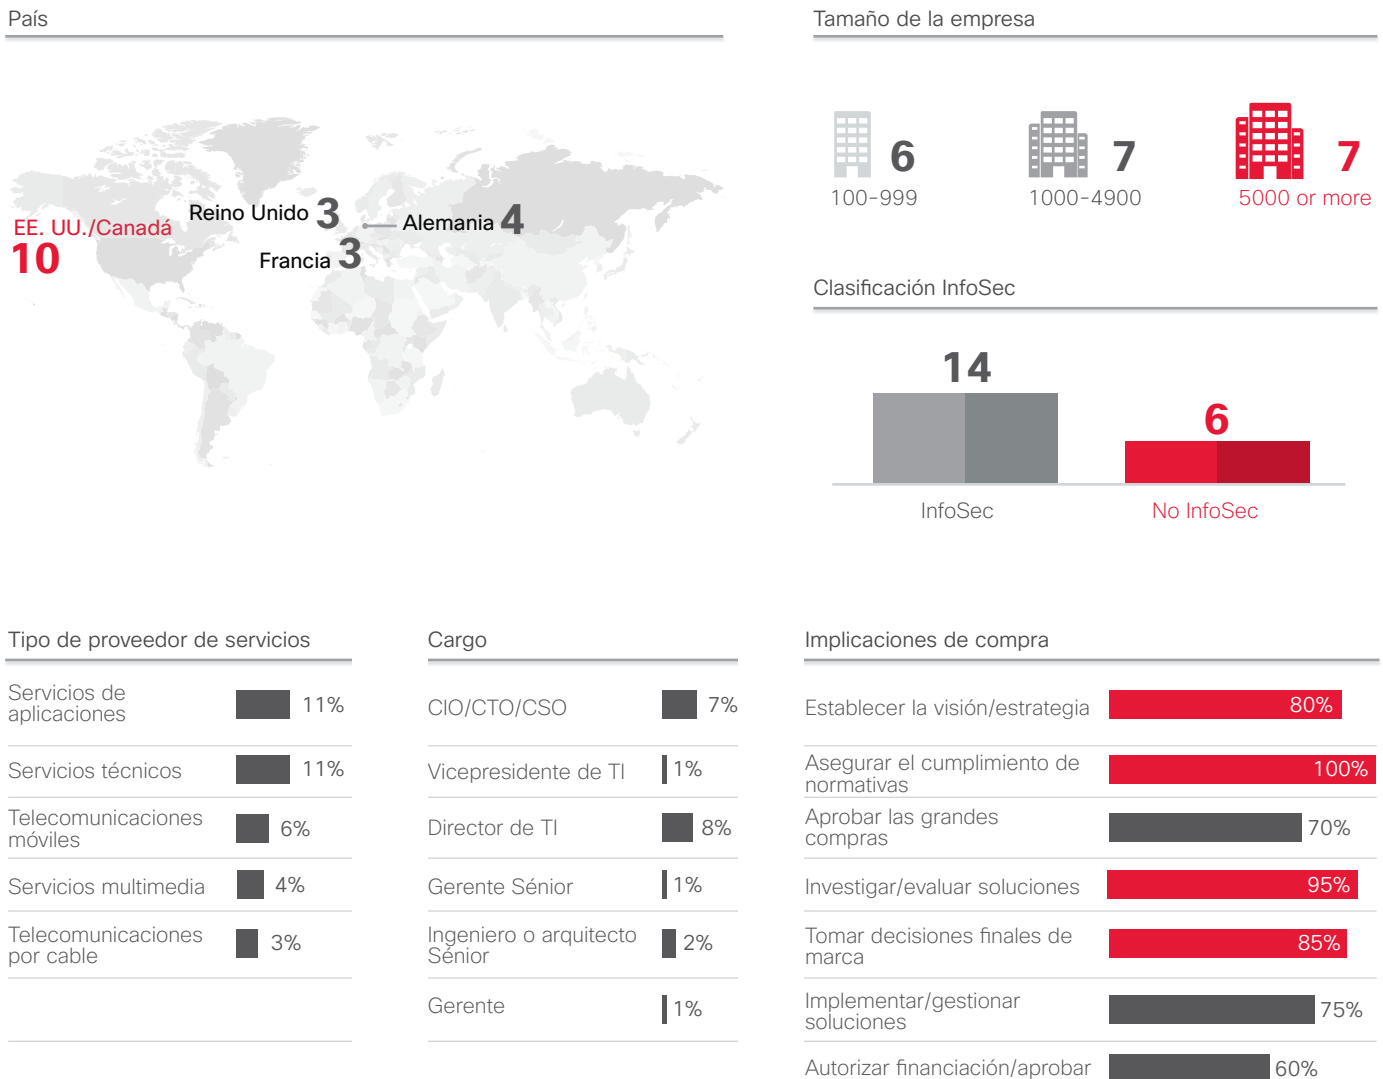 País
EE. UU./Canadá
10
Reino Unido 3
Alemania 4
Francia 3
Tamaño de la empresa
6
100-999
7
1000-4900
7
5000 or more
Clasificación InfoSec
14
InfoSec
6
No InfoSec
Tipo de proveedor de servicios
Servicios de
aplicaciones
11%
Servicios técnicos
11%
Telecomunicaciones
móviles
6%
Servicios multimedia
4%
Telecomunicaciones
por cable
3%
Cargo
CIO/CTO/CSO
7%
Vicepresidente de TI
1%
Director de TI
8%
Gerente Sénior
1%
Ingeniero o arquitecto
Sénior
2%
Gerente
1%
Implicaciones de compra
Establecer la visión/estrategia
80%
Asegurar el cumplimiento de
normativas
100%
Aprobar las grandes
compras
70%
Investigar/evaluar soluciones
95%
Tomar decisiones finales de
marca
85%
Implementar/gestionar
soluciones
75%
Autorizar financiación/aprobar
60%